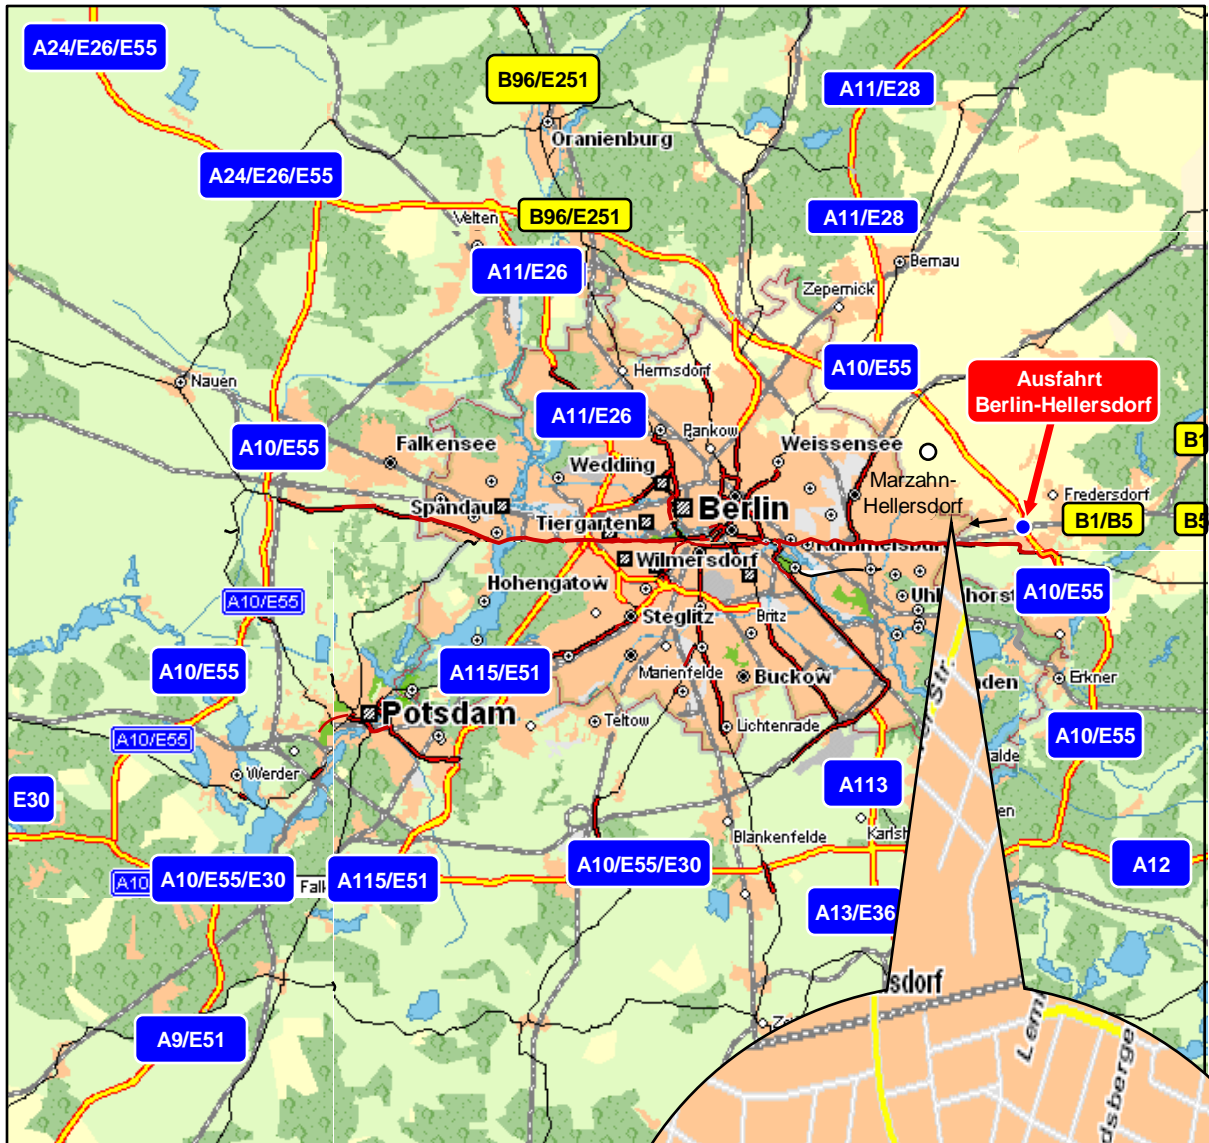 A24/E26/E55
B96/E251
A11/E28
Oranienburg
A24/E26/E55
Velten
B96/E251
A11/E28
A11/E26
Bernau
Zepernick
Nauen
Hermsdorf
A10/E55
Ausfahrt
Berlin-Hellersdorf
A11/E26
Pankow
Weissensee
A10/E55
Falkensee
Wedding
B1
Marzahn-
Hellersdorf
Fredersdorf
Spandau
Tiergarten
Berlin
B1/B5
B5
Wilmersdorf
Rummelsburg
Hohengatow
A10/E55
A10/E55
Steglitz
Britz
A10/E55
A115/E51
Marienfelde
Buckow
Erkner
Potsdam
Teltow
Lichtenrade
A10/E55
A10/E55
Werder
A113
E30
Blankenfelde
A10/E55/E30
A12
A10
A10/E55/E30
Falk
A115/E51
A13/E36
sdorf
A9/E51